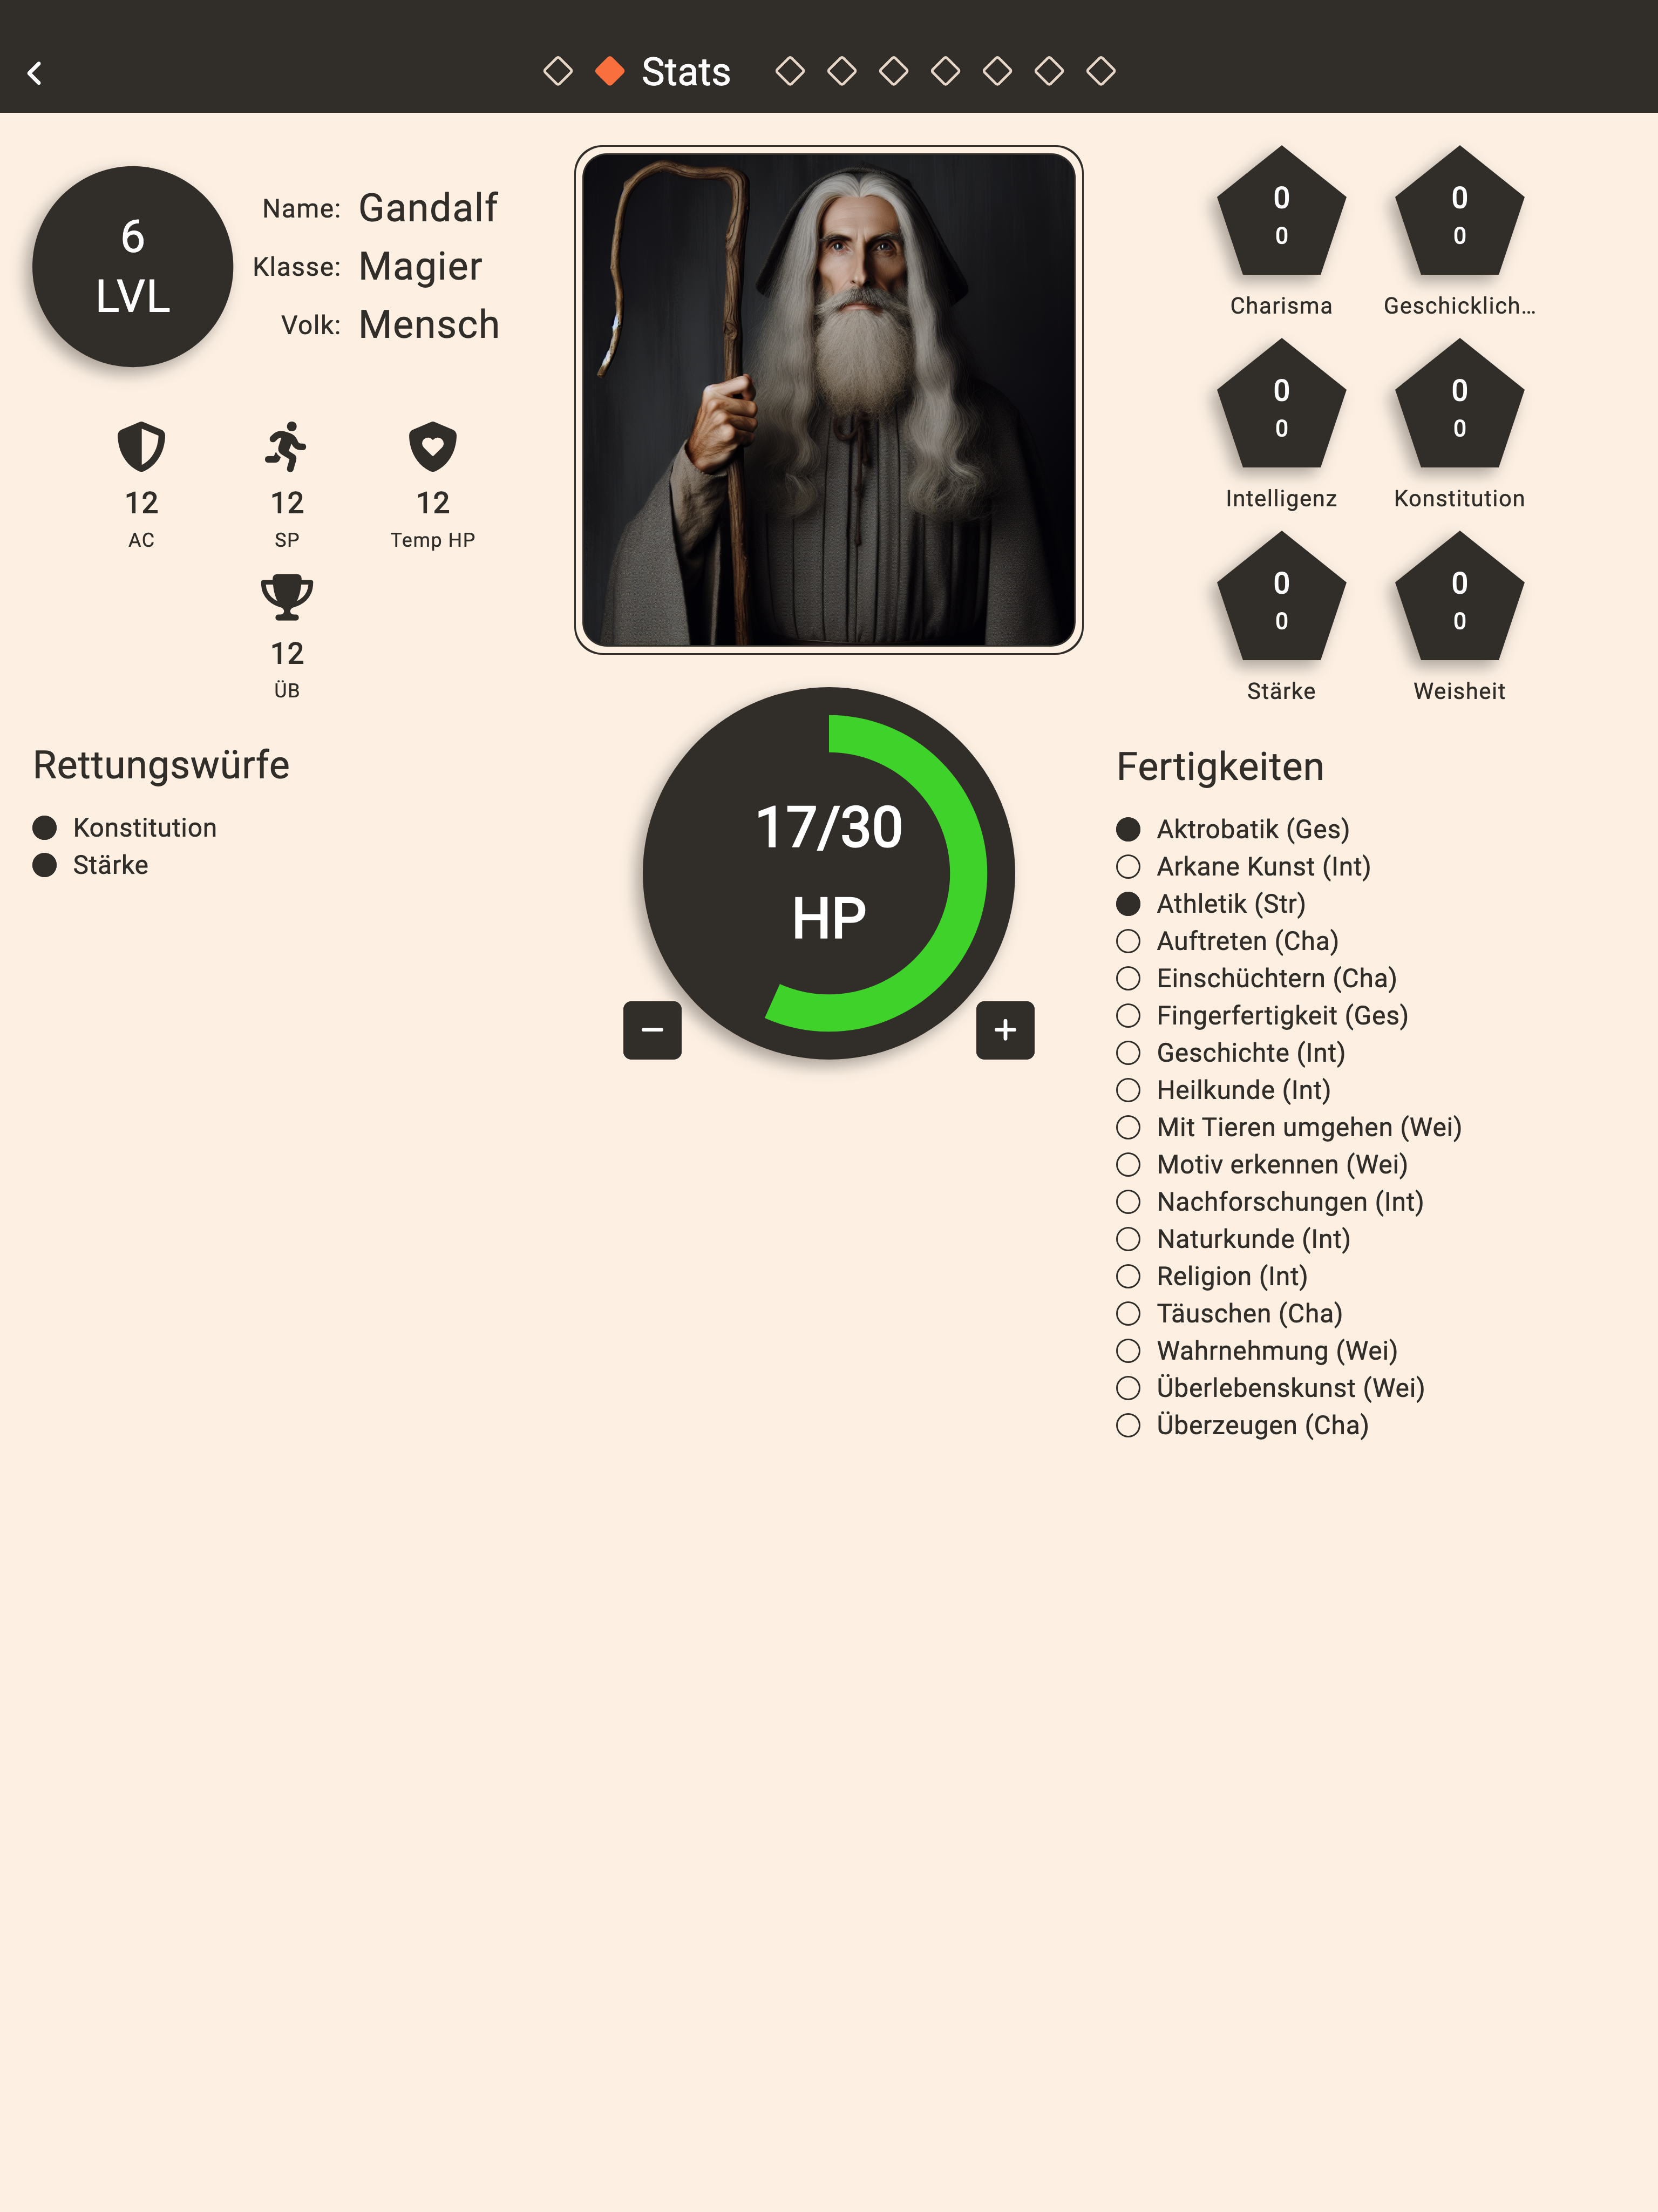 Stats
6
LVL
Name: Gandalf
Klasse: Magier
Volk: Mensch
12
AC
12
SP
12
Temp HP
12
ÜB
0
0
Charisma
0
0
Geschicklich...
0
0
Intelligenz
0
0
Konstitution
0
0
Stärke
0
0
Weisheit
Rettungswürfe
Konstitution
Stärke
17/30
HP
Fertigkeiten
Aktrobatik (Ges)
Arkane Kunst (Int)
Athletik (Str)
Auftreten (Cha)
Einschüchtern (Cha)
Fingerfertigkeit (Ges)
Geschichte (Int)
Heilkunde (Int)
Mit Tieren umgehen (Wei)
Motiv erkennen (Wei)
Nachforschungen (Int)
Naturkunde (Int)
Religion (Int)
Täuschen (Cha)
Wahrnehmung (Wei)
Überlebenskunst (Wei)
Überzeugen (Cha)